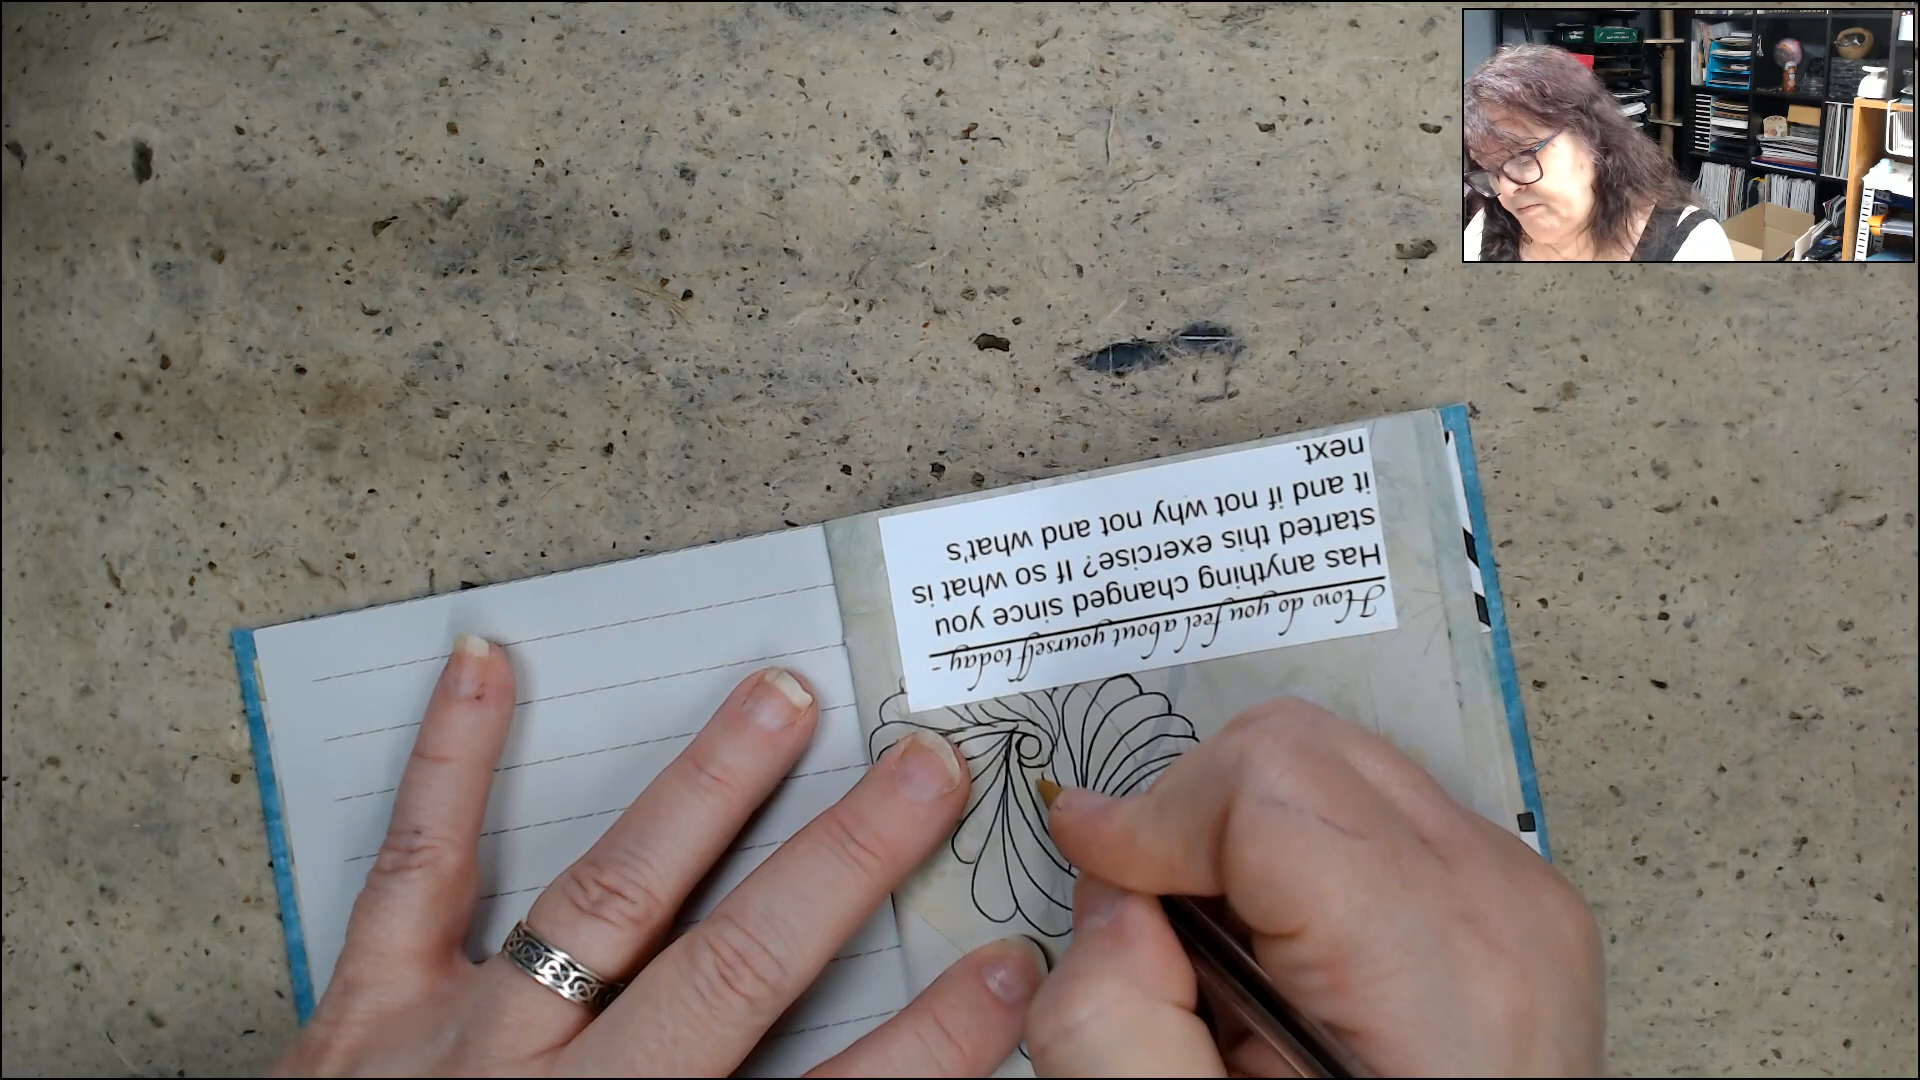 How do you feel about yourself today -
Has anything changed since you
started this exercise? If so what is
it and if not why not and what's
next.